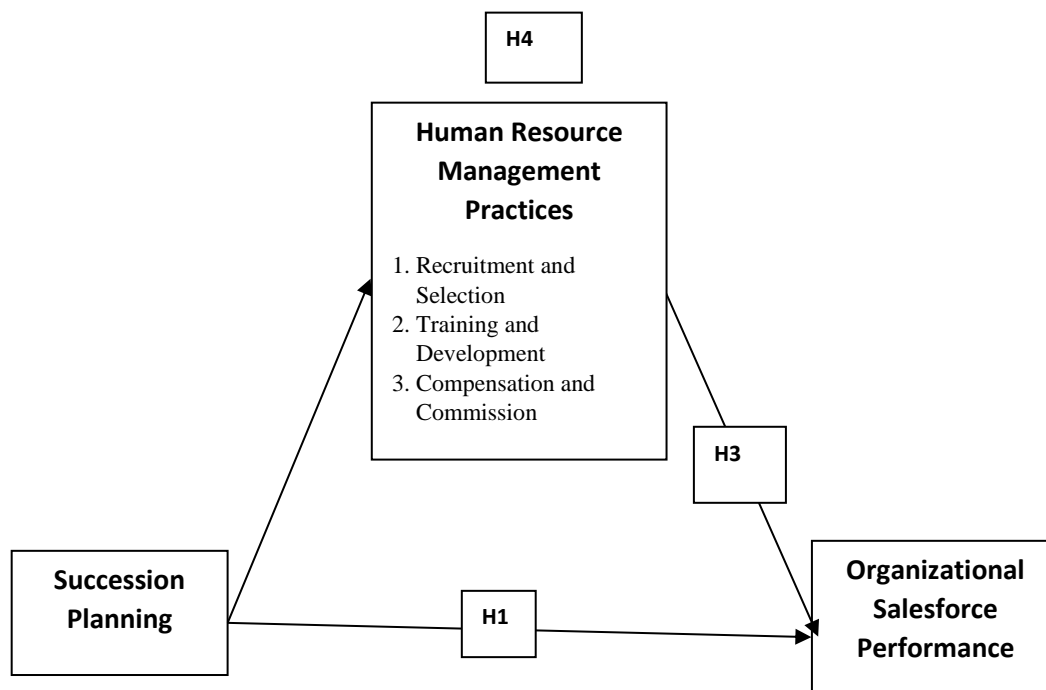 H4
Human Resource
Management
Practices
1. Recruitment and
Selection
2. Training and
Development
3. Compensation and
Commission
H3
Succession
Planning
H1
Organizational
Salesforce
Performance